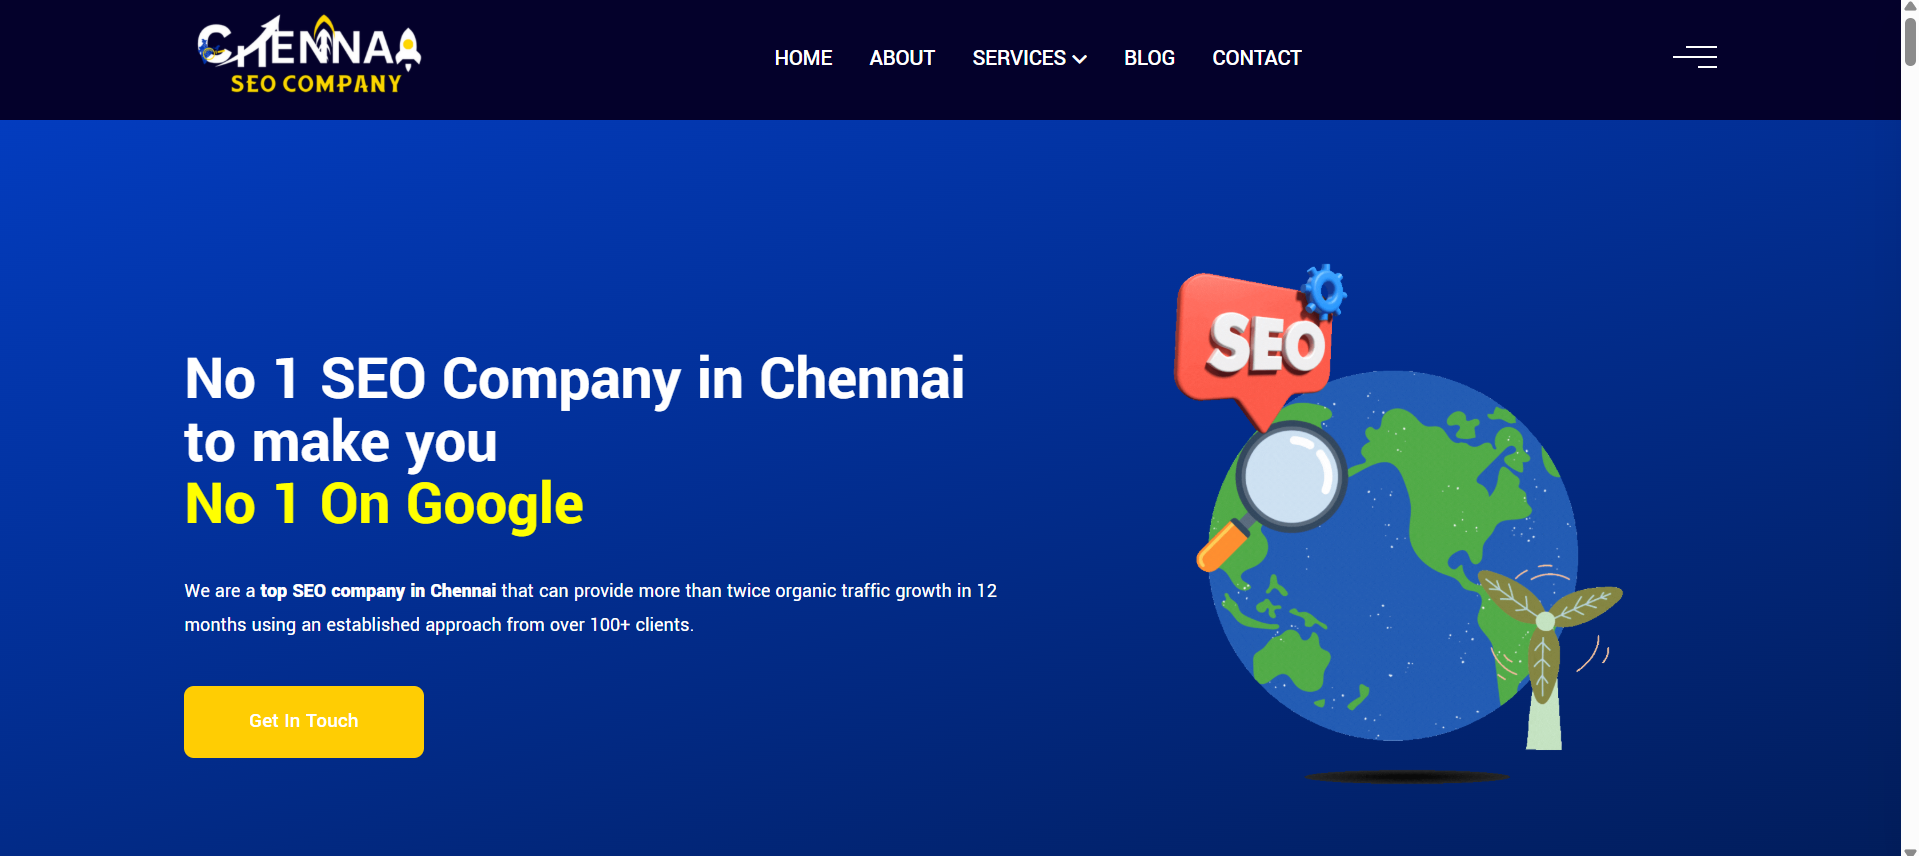 CHENNAI
SEO COMPANY
HOME ABOUT SERVICES BLOG CONTACT
SEO
No 1 SEO Company in Chennai
to make you
No 1 On Google
We are a top SEO company in Chennai that can provide more than twice organic traffic growth in 12
months using an established approach from over 100+ clients.
Get In Touch